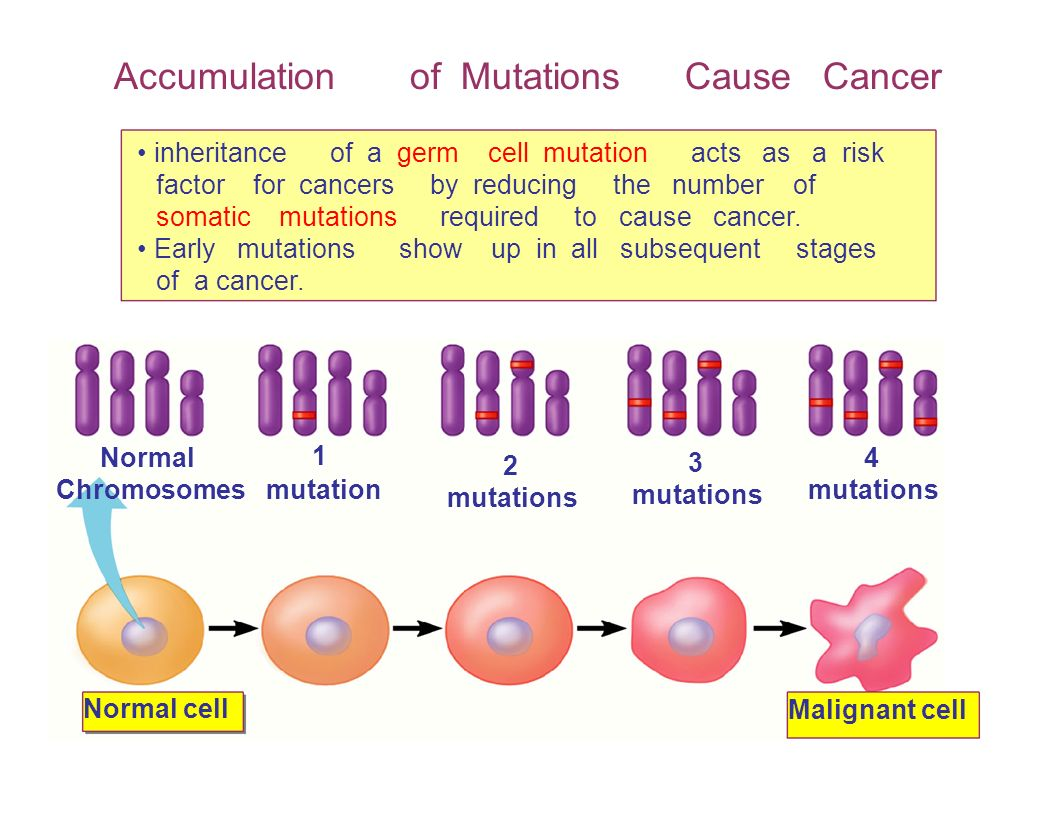 Accumulation of Mutations Cause Cancer
• inheritance of a germ cell mutation acts as a risk
factor for cancers by reducing the number of
somatic mutations required to cause cancer.
• Early mutations show up in all subsequent stages
of a cancer.
Normal
Chromosomes
1
mutation
2
mutations
3
mutations
4
mutations
Normal cell
Malignant cell